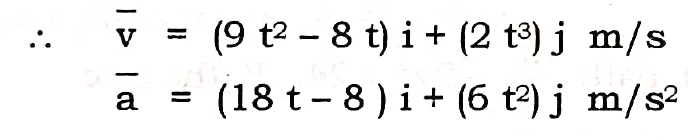 ∴ v̅ = (9 t² – 8 t) i + (2 t³) j m/s
a̅ = (18 t – 8 ) i + (6 t²) j m/s²